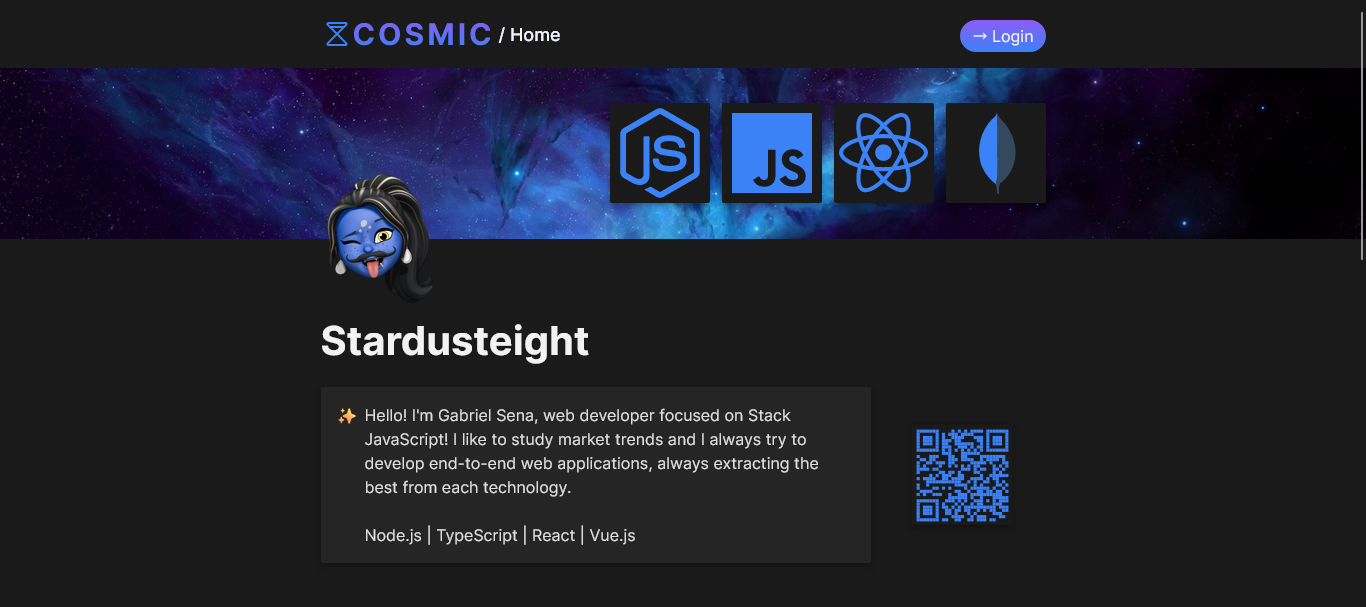 COSMIC / Home
→ Login
JS
JS
Stardusteight
✨ Hello! I'm Gabriel Sena, web developer focused on Stack
JavaScript! I like to study market trends and I always try to
develop end-to-end web applications, always extracting the
best from each technology.
Node.js | TypeScript | React | Vue.js